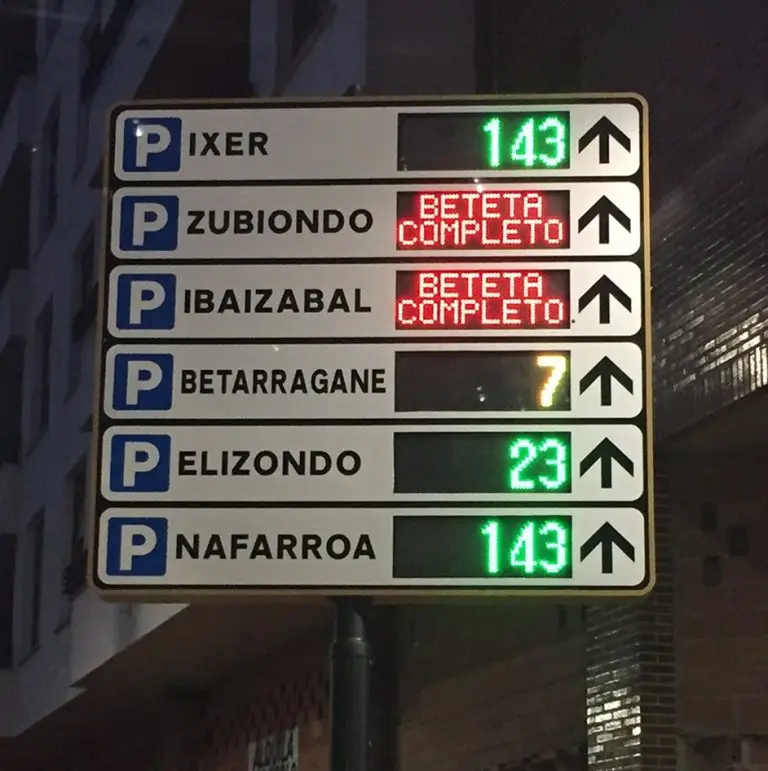 P IXER 143
P ZUBIONDO BETETA
COMPLETO
P IBAIZABAL BETETA
COMPLETO
P BETARRAGANE 7
P ELIZONDO 23
P NAFARROA 143